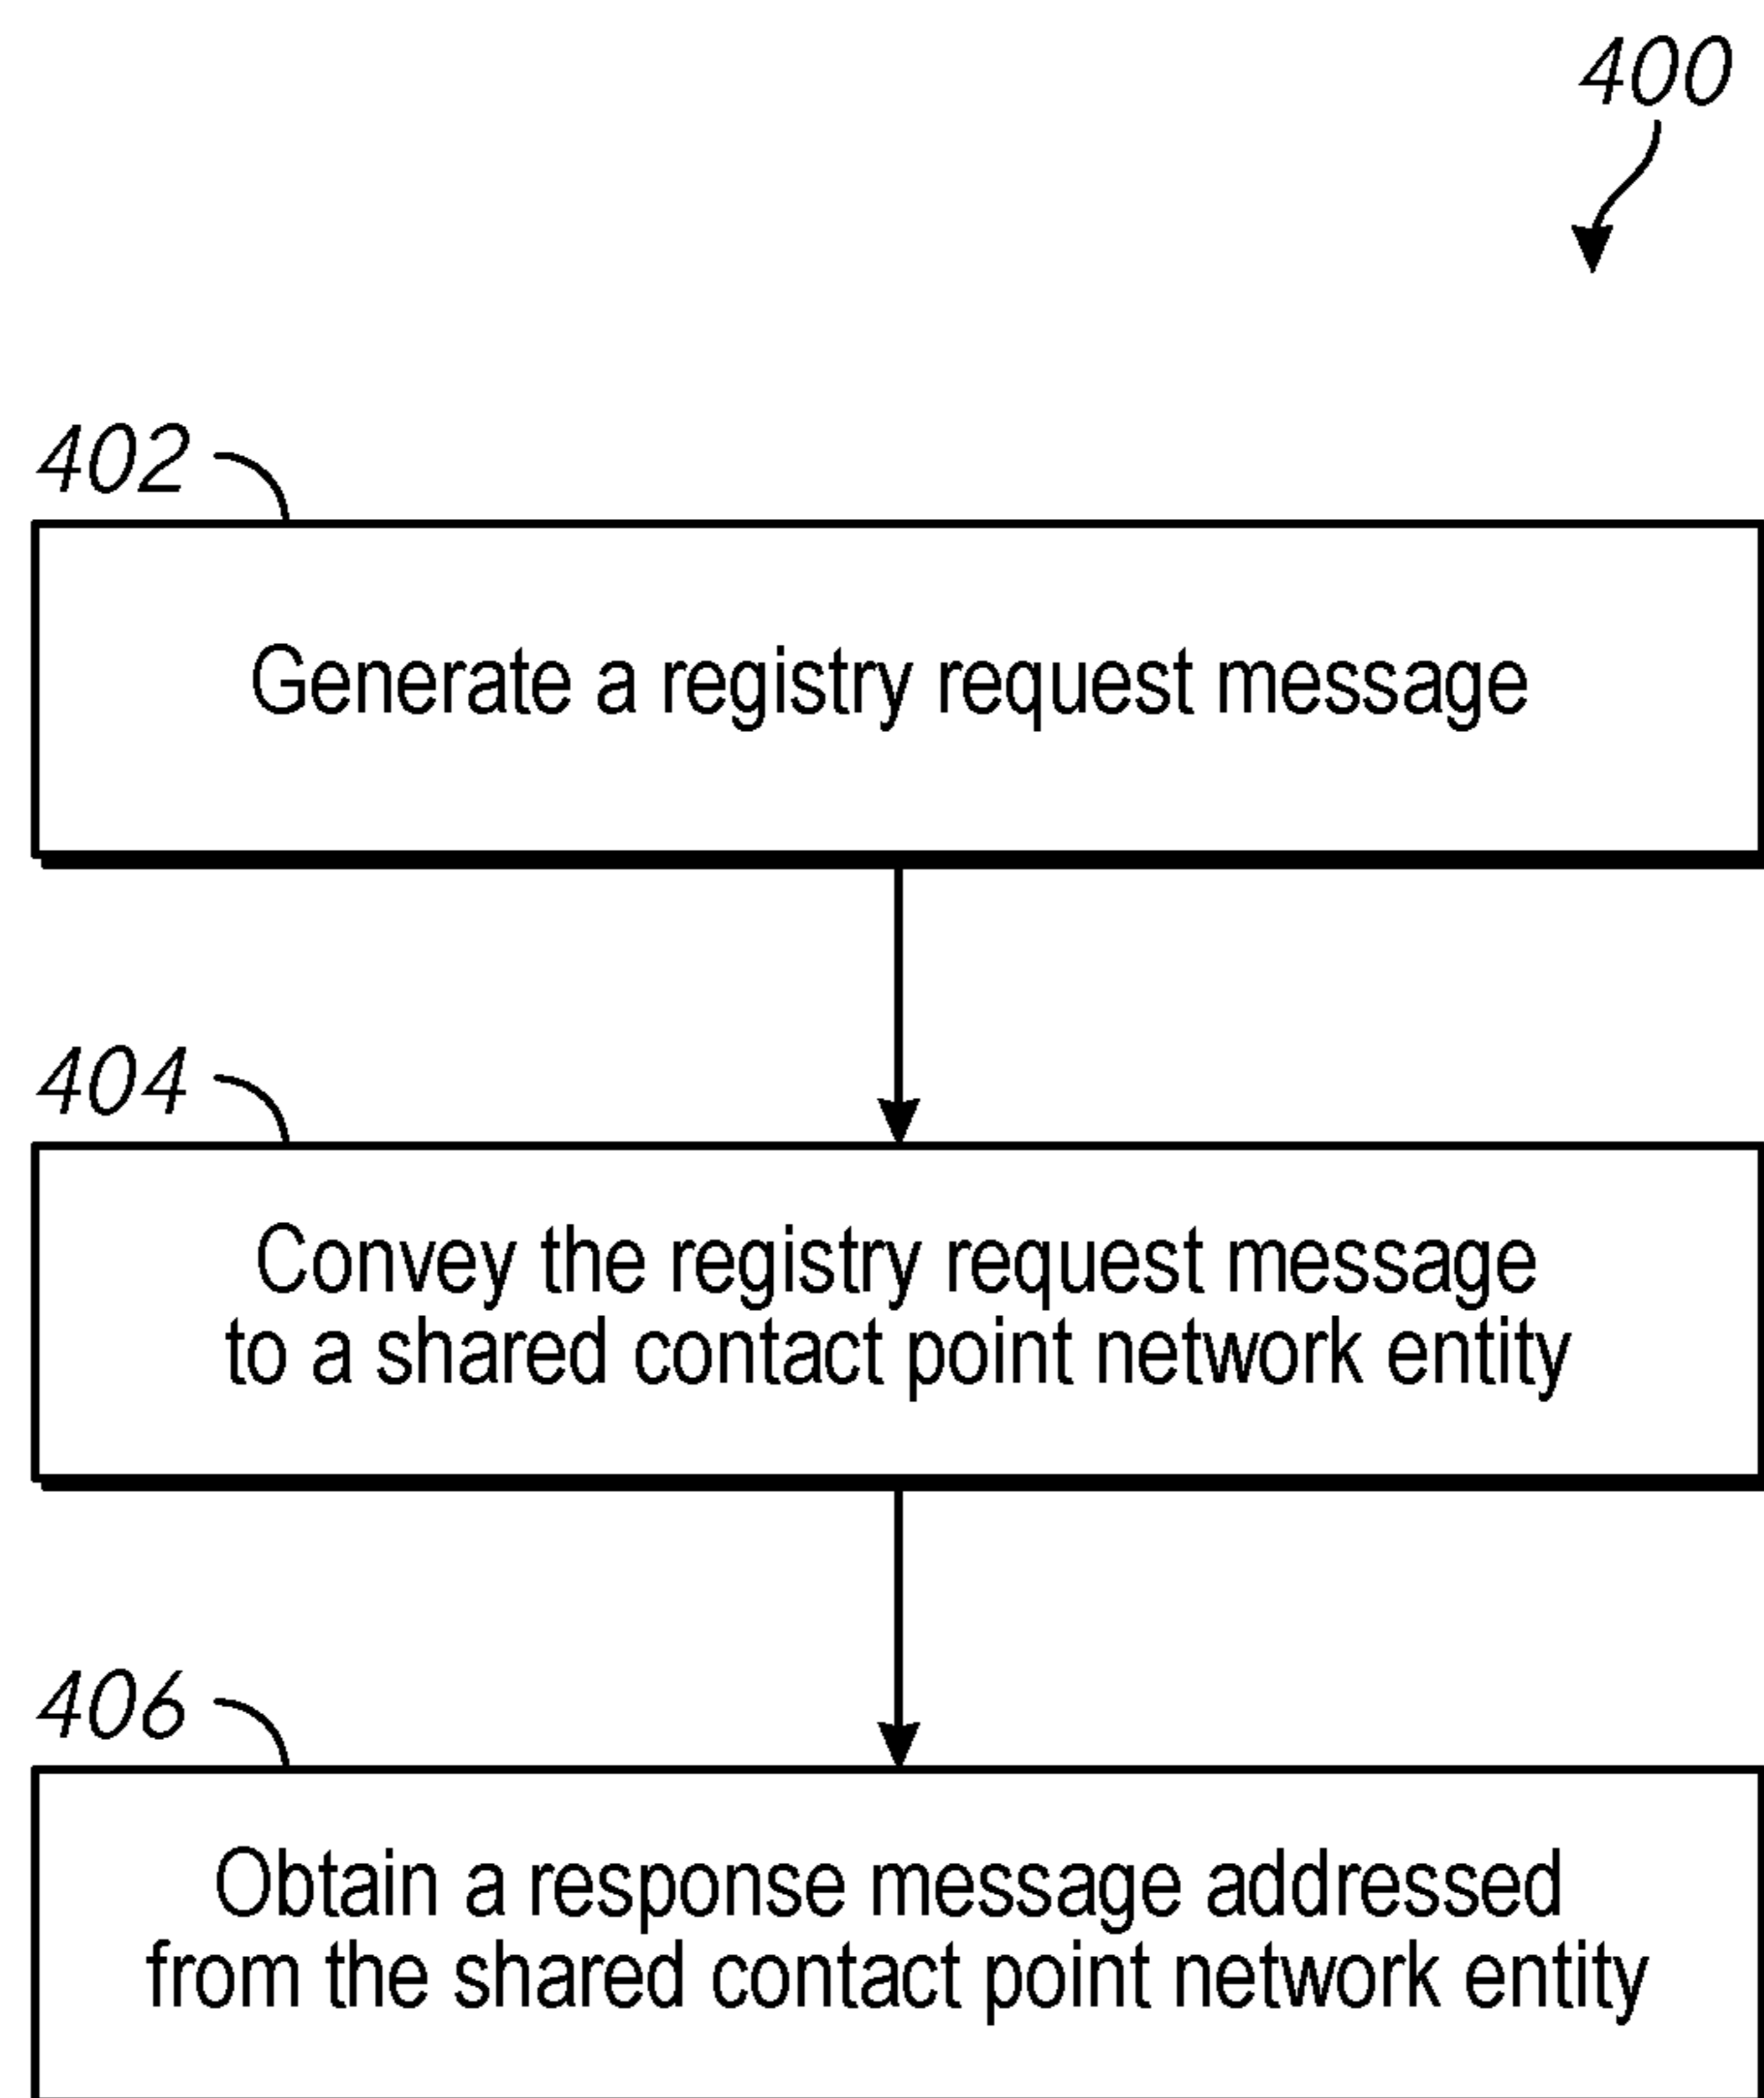 400
402
Generate a registry request message
404
Convey the registry request message
to a shared contact point network entity
406
Obtain a response message addressed
from the shared contact point network entity